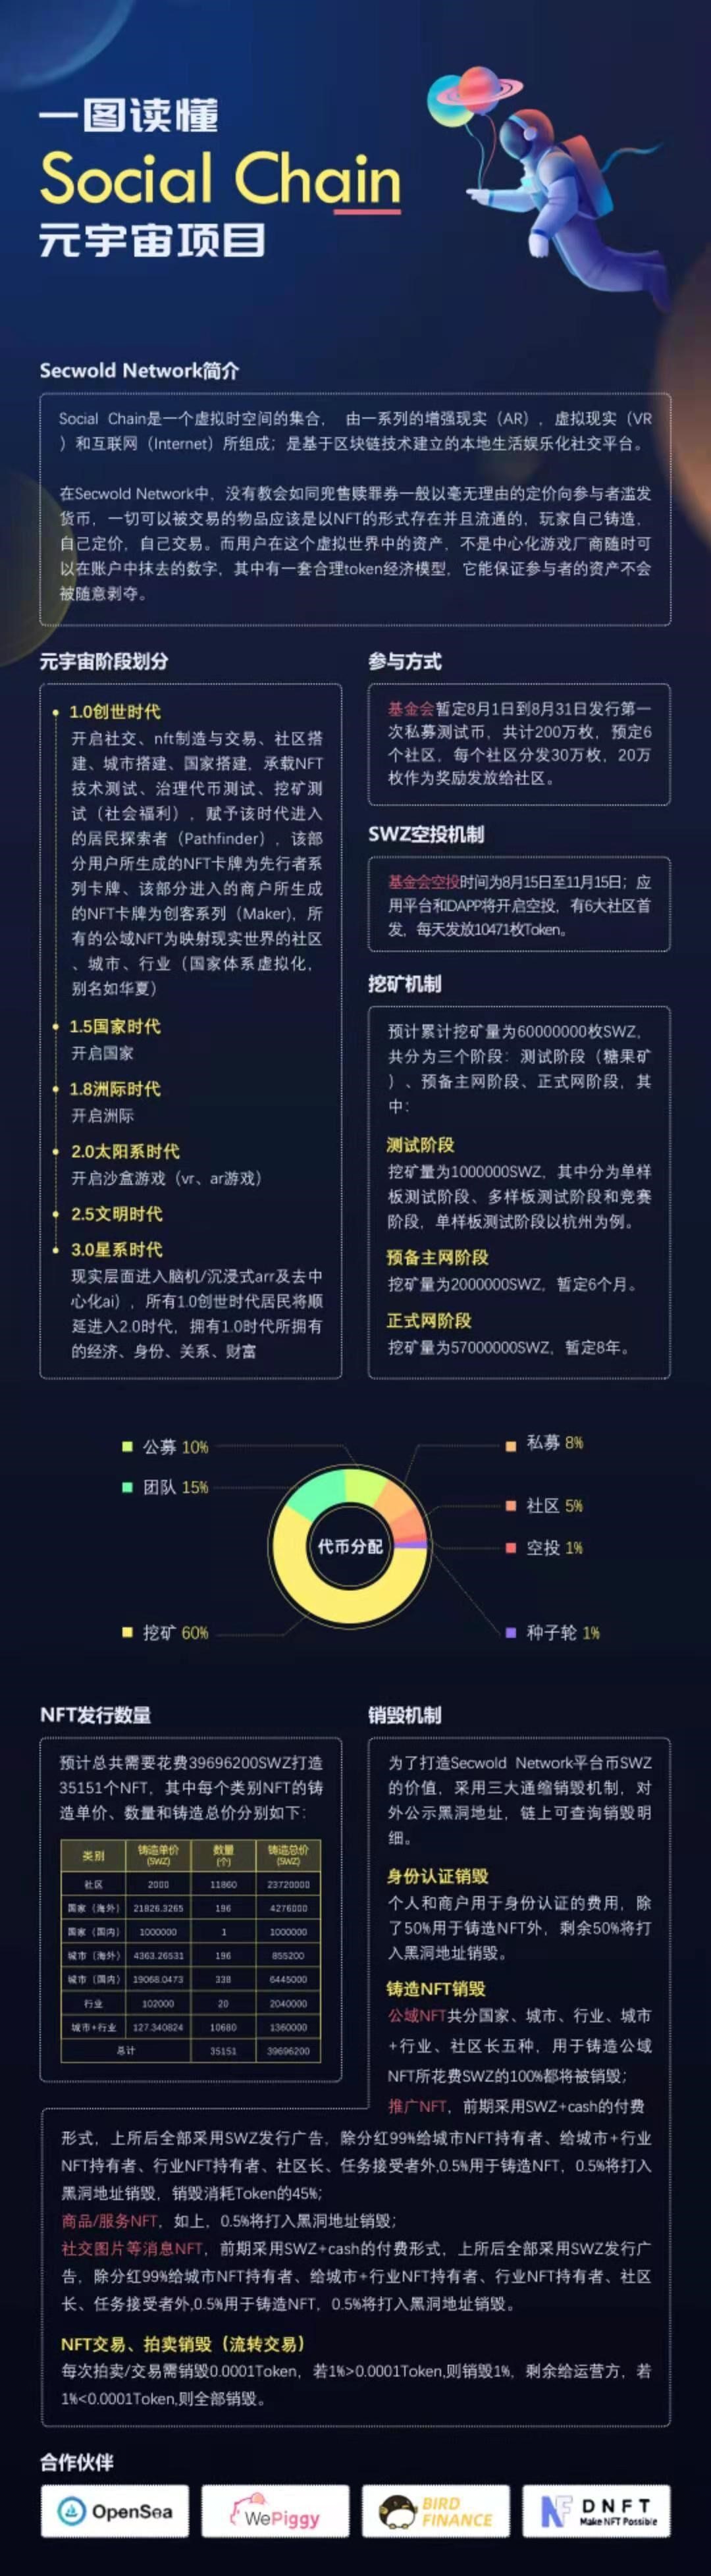 一图读懂
Social Chain
元宇宙项目
Secwold Network简介
Social Chain是一个虚拟时空间的集合， 由一系列的增强现实（AR），虚拟现实（VR
）和互联网（Internet）所组成；是基于区块链技术建立的本地生活娱乐化社交平台。
在Secwold Network中，没有教会如同兜售赎罪券一般以毫无理由的定价向参与者滥发
货币，一切可以被交易的物品应该是以NFT的形式存在并且流通的，玩家自己铸造，
自己定价，自己交易。而用户在这个虚拟世界中的资产，不是中心化游戏厂商随时可
以在账户中抹去的数字，其中有一套合理token经济模型，它能保证参与者的资产不会
被随意剥夺。
元宇宙阶段划分
1.0创世时代
开启社交、nft制造与交易、社区搭
建、城市搭建、国家搭建，承载NFT
技术测试、治理代币测试、挖矿测
试（社会福利），赋予该时代进入
的居民探索者（Pathfinder），该部
分用户所生成的NFT卡牌为先行者系
列卡牌、该部分进入的商户所生成
的NFT卡牌为创客系列（Maker)，所
有的公域NFT为映射现实世界的社区
、城市、行业（国家体系虚拟化，
别名如华夏）
1.5国家时代
开启国家
1.8洲际时代
开启洲际
2.0太阳系时代
开启沙盒游戏（vr、ar游戏）
2.5文明时代
3.0星系时代
现实层面进入脑机/沉浸式arr及去中
心化ai），所有1.0创世时代居民将顺
延进入2.0时代，拥有1.0时代所拥有
的经济、身份、关系、财富
参与方式
基金会暂定8月1日到8月31日发行第一
次私募测试币，共计200万枚，预定6
个社区，每个社区分发30万枚，20万
枚作为奖励发放给社区。
SWZ空投机制
基金会空投时间为8月15日至11月15日；应
用平台和DAPP将开启空投，有6大社区首
发，每天发放10471枚Token。
挖矿机制
预计累计挖矿量为60000000枚SWZ，
共分为三个阶段：测试阶段（糖果矿
）、预备主网阶段、正式网阶段，其
中：
测试阶段
挖矿量为1000000SWZ，其中分为单样
板测试阶段、多样板测试阶段和竞赛
阶段，单样板测试阶段以杭州为例。
预备主网阶段
挖矿量为2000000SWZ，暂定6个月。
正式网阶段
挖矿量为57000000SWZ，暂定8年。
公募 10%
团队 15%
挖矿 60%
代币分配
私募 8%
社区 5%
空投 1%
种子轮 1%
NFT发行数量
预计总共需要花费39696200SWZ打造
35151个NFT，其中每个类别NFT的铸
造单价、数量和铸造总价分别如下：
类别 铸造单价(SWZ) 数量(个) 铸造总价(SWZ)
社区 2000 11860 23720000
国家（海外） 21826.3265 196 4276000
国家（国内） 1000000 1 1000000
城市（海外） 4363.26531 196 855200
城市（国内） 19068.0473 338 6445000
行业 102000 20 2040000
城市+行业 127.340824 10680 1360000
总计 35151 39696200
销毁机制
为了打造Secwold Network平台币SWZ
的价值，采用三大通缩销毁机制，对
外公示黑洞地址，链上可查询销毁明
细。
身份认证销毁
个人和商户用于身份认证的费用，除
了50%用于铸造NFT外，剩余50%将打
入黑洞地址销毁。
铸造NFT销毁
公域NFT共分国家、城市、行业、城市
+行业、社区长五种，用于铸造公域
NFT所花费SWZ的100%都将被销毁；
推广NFT，前期采用SWZ+cash的付费
形式，上所后全部采用SWZ发行广告，除分红99%给城市NFT持有者、给城市+行业
NFT持有者、行业NFT持有者、社区长、任务接受者外,0.5%用于铸造NFT，0.5%将打入
黑洞地址销毁，销毁消耗Token的45%;
商品/服务NFT，如上，0.5%将打入黑洞地址销毁；
社交图片等消息NFT，前期采用SWZ+cash的付费形式，上所后全部采用SWZ发行广
告，除分红99%给城市NFT持有者、给城市+行业NFT持有者、行业NFT持有者、社区
长、任务接受者外,0.5%用于铸造NFT，0.5%将打入黑洞地址销毁。
NFT交易、拍卖销毁（流转交易）
每次拍卖/交易需销毁0.0001Token，若1%>0.0001Token,则销毁1%，剩余给运营方，若
1%<0.0001Token,则全部销毁。
合作伙伴
OpenSea
WePiggy
BIRD
FINANCE
DNFT
Make NFT Possible